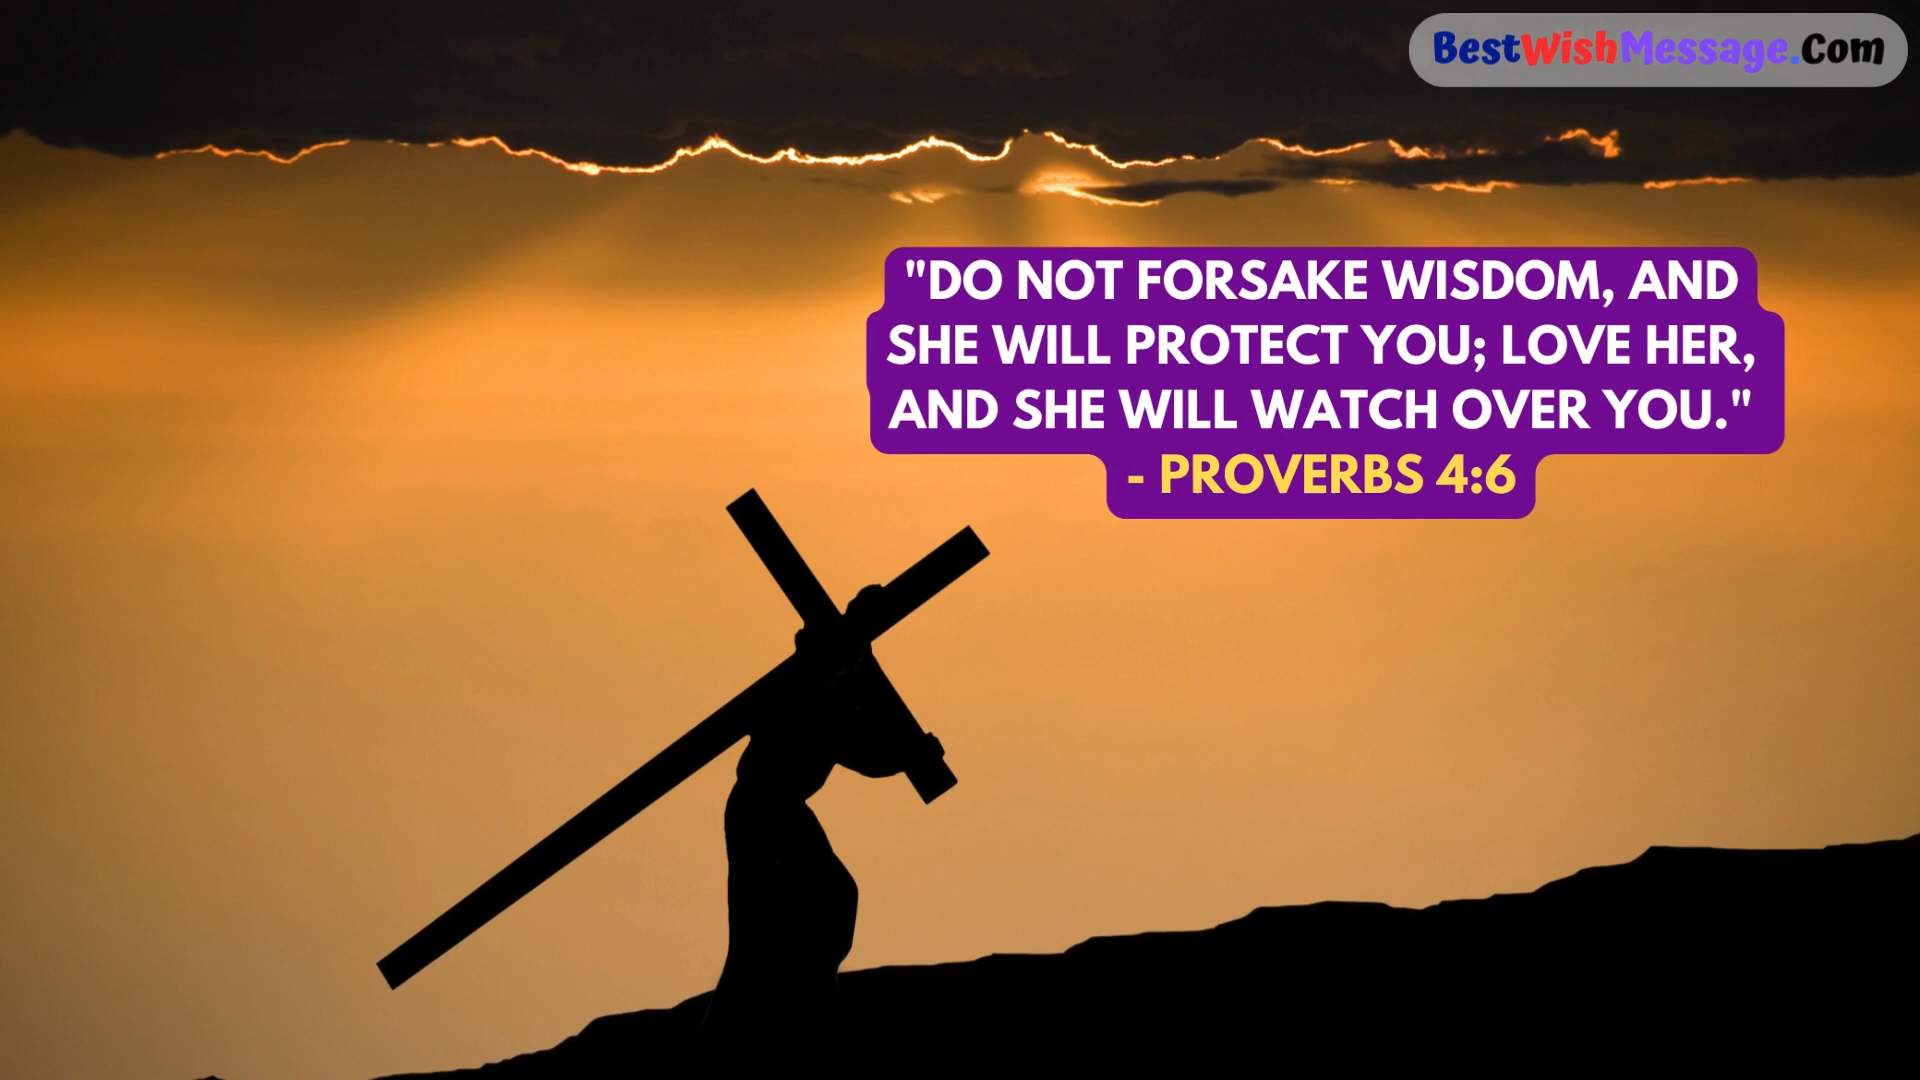 BestWishMessage.Com
"DO NOT FORSAKE WISDOM, AND
SHE WILL PROTECT YOU; LOVE HER,
AND SHE WILL WATCH OVER YOU."
- PROVERBS 4:6